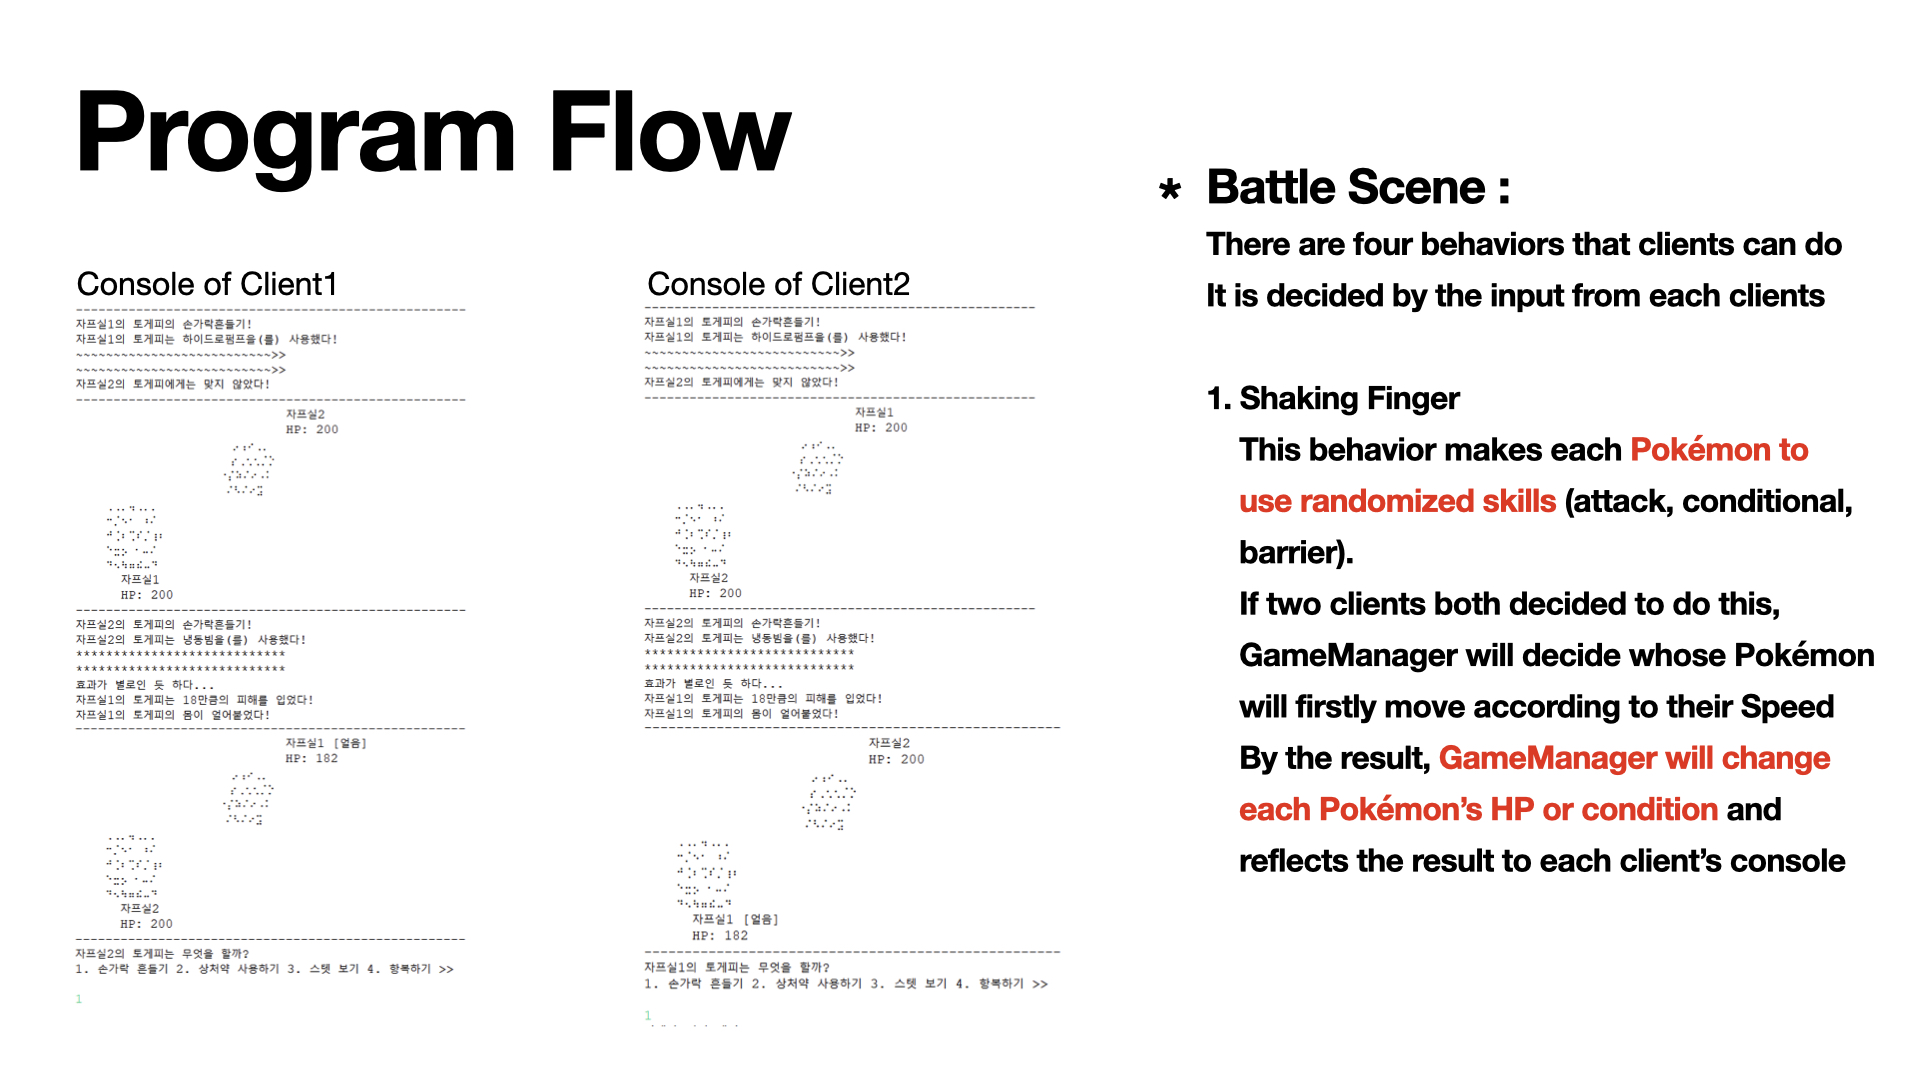 Program Flow
Console of Client1
----------------------------------------------------
자프실1의 토게피의 손가락흔들기!
자프실1의 토게피는 하이드로펌프을(를) 사용했다!
~~~~~~~~~~~~~~~~~~~~~~~~~~>>
~~~~~~~~~~~~~~~~~~~~~~~~~~>>
자프실2의 토게피에게는 맞지 않았다!
----------------------------------------------------
자프실2
HP: 200
자프실1
HP: 200
----------------------------------------------------
자프실2의 토게피의 손가락흔들기!
자프실2의 토게피는 냉동빔을(를) 사용했다!
****************************
****************************
효과가 별로인 듯 하다...
자프실1의 토게피는 18만큼의 피해를 입었다!
자프실1의 토게피의 몸이 얼어붙었다!
----------------------------------------------------
자프실1 [얼음]
HP: 182
자프실2
HP: 200
----------------------------------------------------
자프실2의 토게피는 무엇을 할까?
1. 손가락 흔들기 2. 상처약 사용하기 3. 스텟 보기 4. 항복하기 >>
1
Console of Client2
----------------------------------------------------
자프실1의 토게피의 손가락흔들기!
자프실1의 토게피는 하이드로펌프을(를) 사용했다!
~~~~~~~~~~~~~~~~~~~~~~~~~~>>
~~~~~~~~~~~~~~~~~~~~~~~~~~>>
자프실2의 토게피에게는 맞지 않았다!
----------------------------------------------------
자프실1
HP: 200
자프실2
HP: 200
----------------------------------------------------
자프실2의 토게피의 손가락흔들기!
자프실2의 토게피는 냉동빔을(를) 사용했다!
****************************
****************************
효과가 별로인 듯 하다...
자프실1의 토게피는 18만큼의 피해를 입었다!
자프실1의 토게피의 몸이 얼어붙었다!
----------------------------------------------------
자프실2
HP: 200
자프실1 [얼음]
HP: 182
----------------------------------------------------
자프실1의 토게피는 무엇을 할까?
1. 손가락 흔들기 2. 상처약 사용하기 3. 스텟 보기 4. 항복하기 >>
1
* Battle Scene :
There are four behaviors that clients can do
It is decided by the input from each clients
1. Shaking Finger
This behavior makes each Pokémon to
use randomized skills (attack, conditional,
barrier).
If two clients both decided to do this,
GameManager will decide whose Pokémon
will firstly move according to their Speed
By the result, GameManager will change
each Pokémon’s HP or condition and
reflects the result to each client’s console